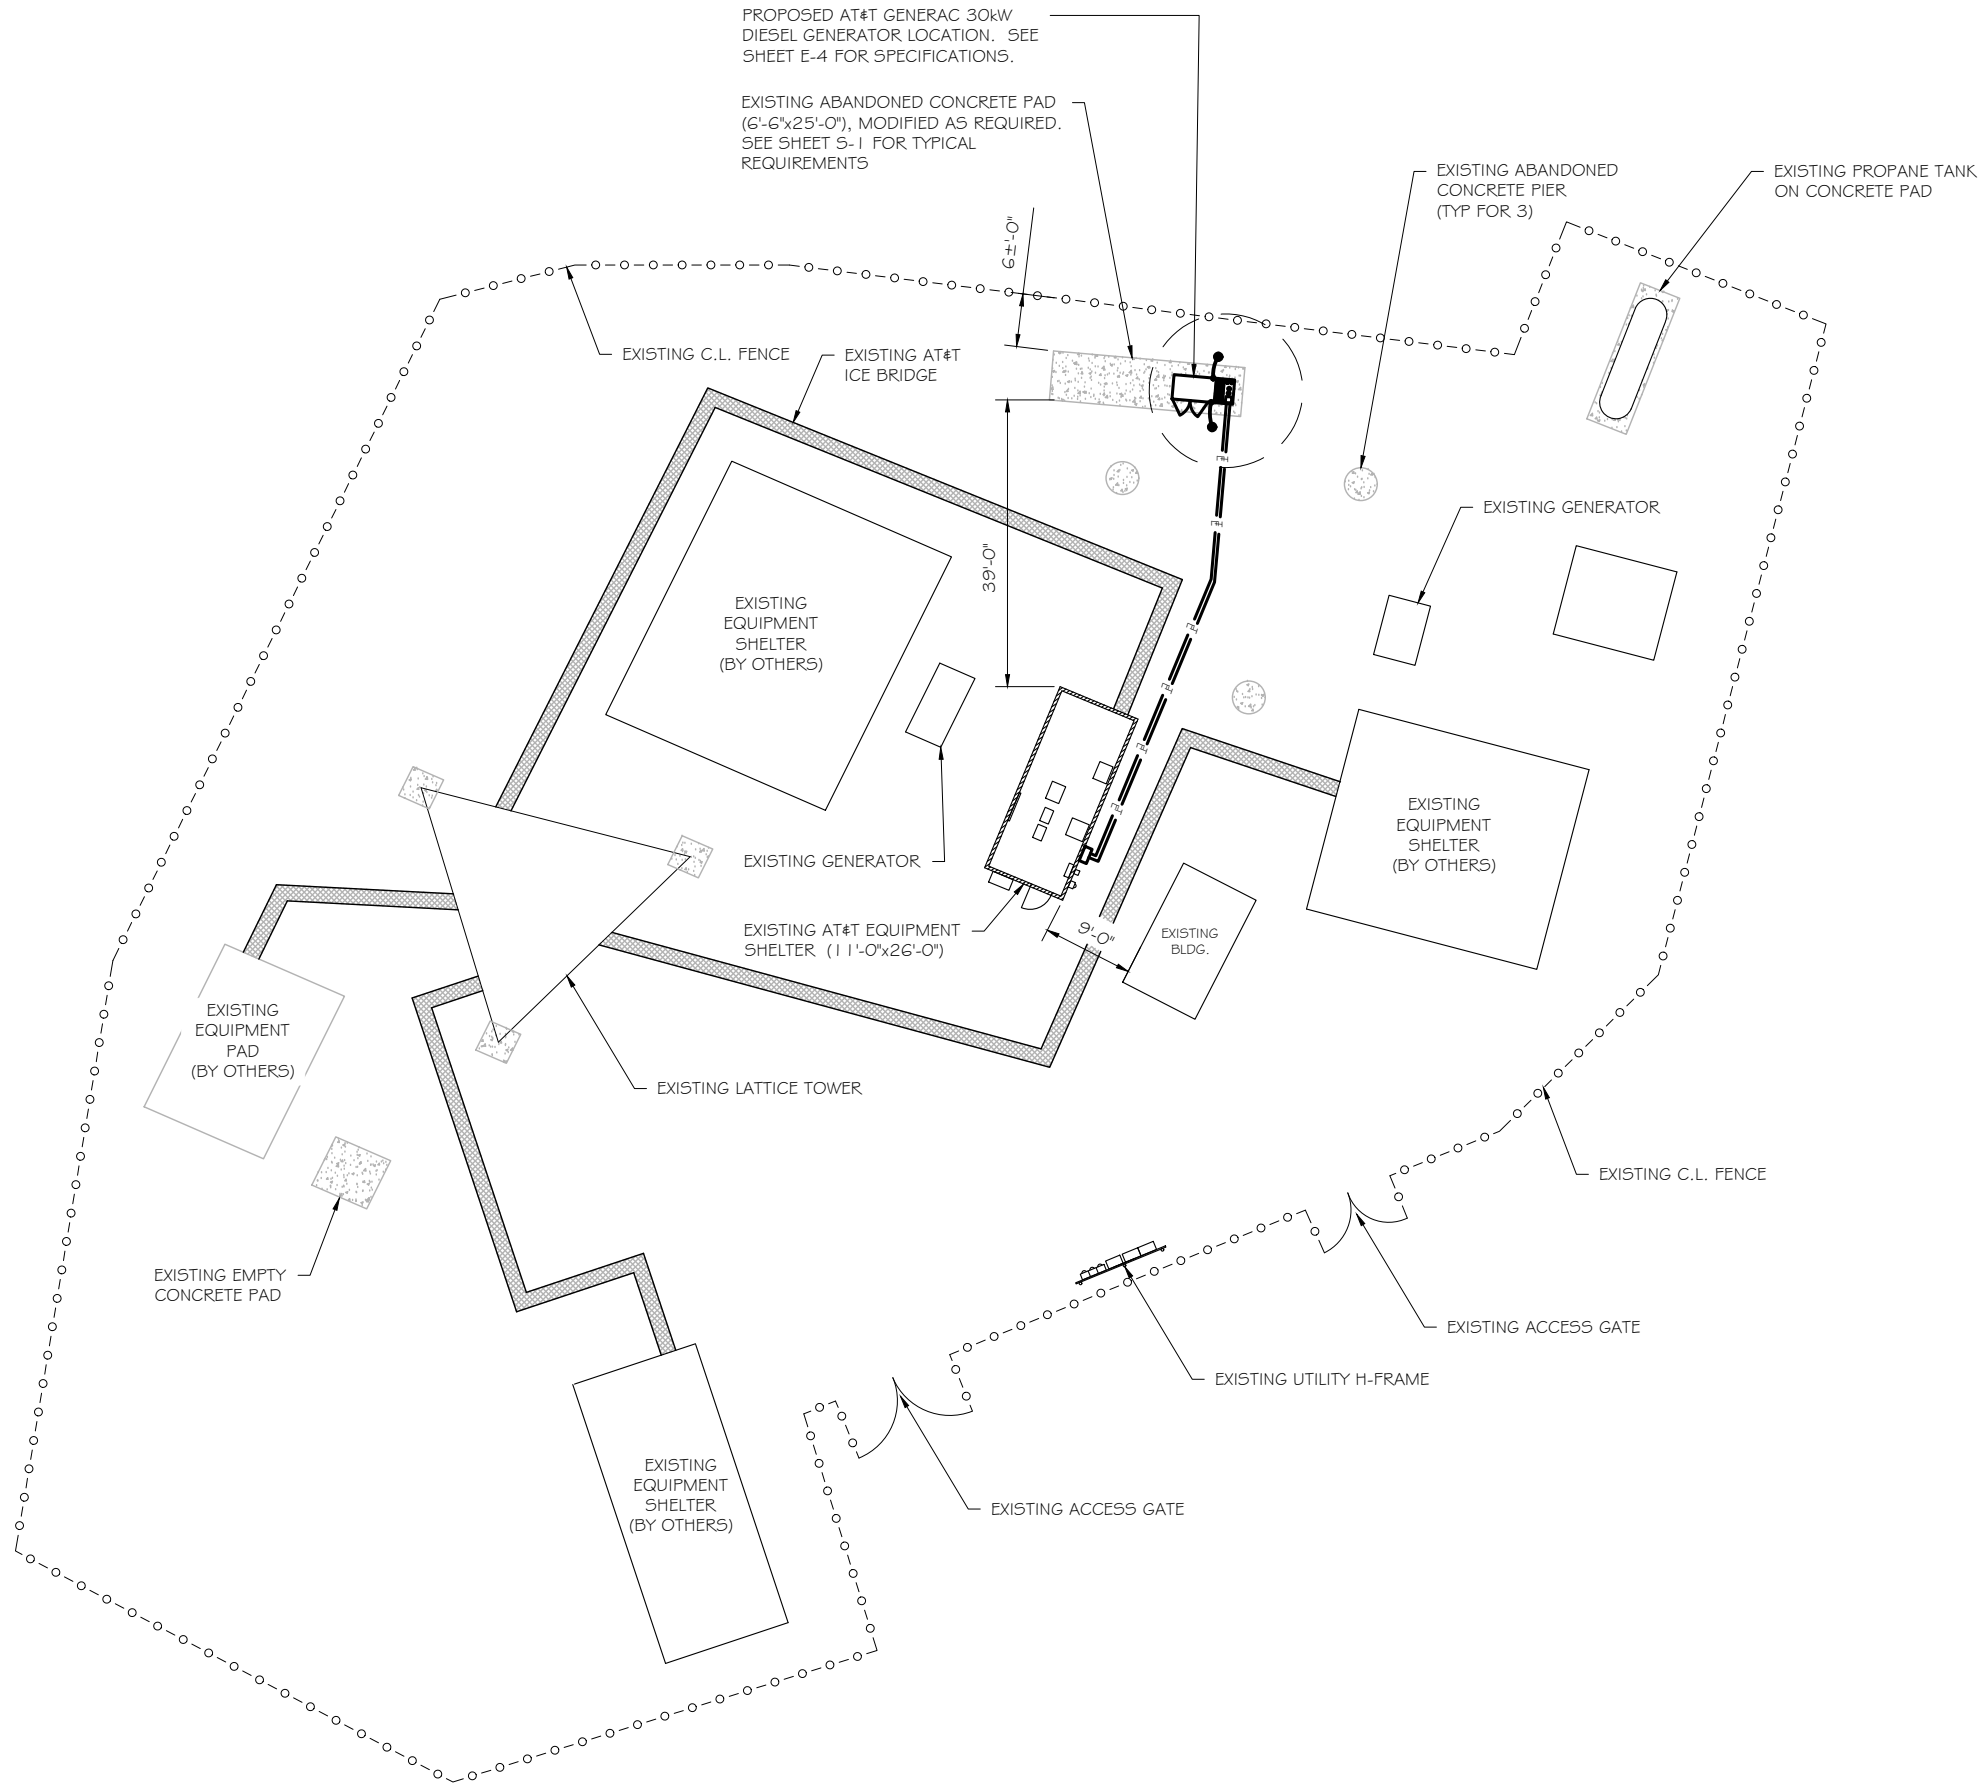 PROPOSED AT&T GENERAC 30kW
DIESEL GENERATOR LOCATION. SEE
SHEET E-4 FOR SPECIFICATIONS.
EXISTING ABANDONED CONCRETE PAD
(6'-6"x25'-0"), MODIFIED AS REQUIRED.
SEE SHEET S-1 FOR TYPICAL
REQUIREMENTS
EXISTING ABANDONED
CONCRETE PIER
(TYP FOR 3)
EXISTING PROPANE TANK
ON CONCRETE PAD
6±'-0"
EXISTING C.L. FENCE
EXISTING AT&T
ICE BRIDGE
EXISTING GENERATOR
39'-0"
EXISTING
EQUIPMENT
SHELTER
(BY OTHERS)
EXISTING
EQUIPMENT
SHELTER
(BY OTHERS)
EXISTING GENERATOR
EXISTING AT&T EQUIPMENT
SHELTER (11'-0"x26'-0")
9'-0"
EXISTING
BLDG.
EXISTING
EQUIPMENT
PAD
(BY OTHERS)
EXISTING LATTICE TOWER
EXISTING C.L. FENCE
EXISTING EMPTY
CONCRETE PAD
EXISTING ACCESS GATE
EXISTING UTILITY H-FRAME
EXISTING
EQUIPMENT
SHELTER
(BY OTHERS)
EXISTING ACCESS GATE